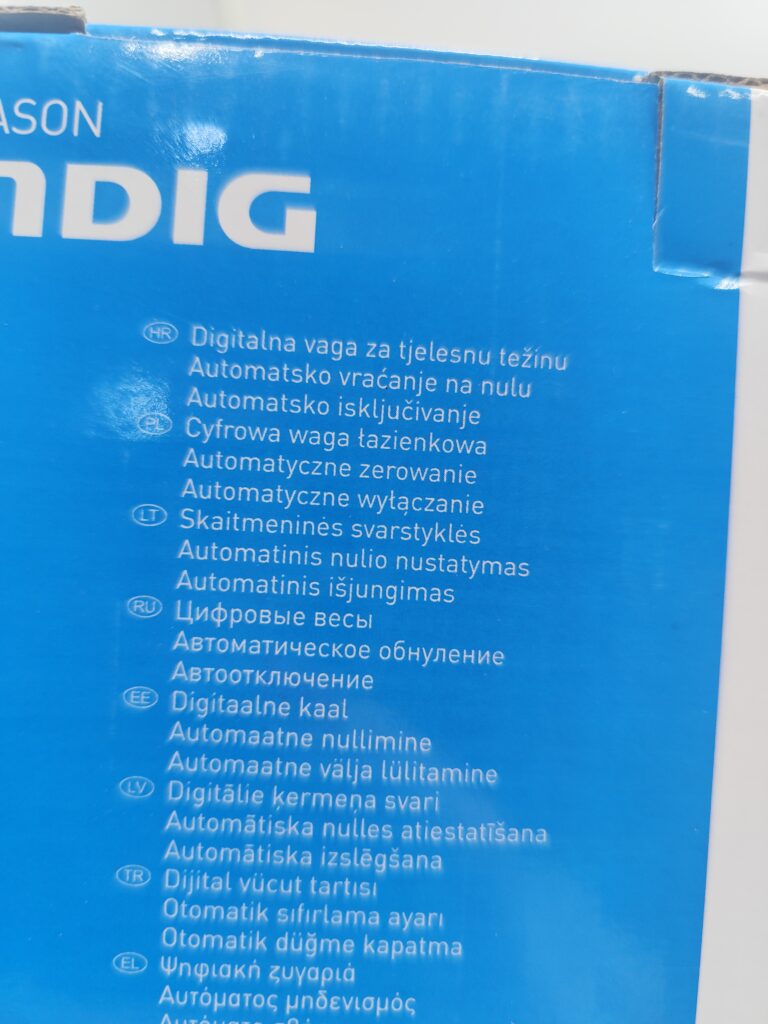 ASON
NDIG
HR Digitalna vaga za tjelesnu težinu
Automatsko vraćanje na nulu
Automatsko isključivanje
PL Cyfrowa waga łazienkowa
Automatyczne zerowanie
Automatyczne wyłączanie
LT Skaitmeninės svarstyklės
Automatinis nulio nustatymas
Automatinis išjungimas
RU Цифровые весы
Автоматическое обнуление
Автоотключение
EE Digitaalne kaal
Automaatne nullimine
Automaatne välja lülitamine
LV Digitālie ķermeņa svari
Automātiska nulles atiestatīšana
Automātiska izslēgšana
TR Dijital vücut tartısı
Otomatik sıfırlama ayarı
Otomatik düğme kapatma
EL Ψηφιακή ζυγαριά
Αυτόματος μηδενισμός